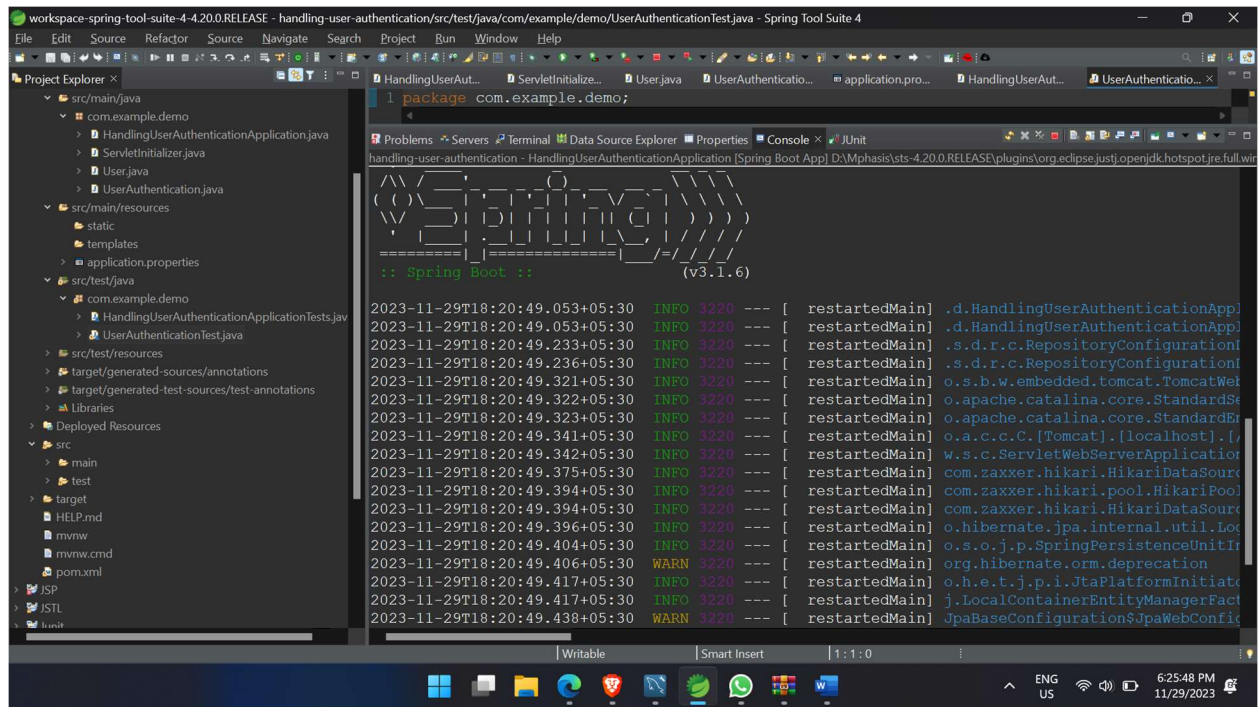 workspace-spring-tool-suite-4-4.20.0.RELEASE - handling-user-authentication/src/test/java/com/example/demo/UserAuthenticationTest.java - Spring Tool Suite 4
File Edit Source Refactor Source Navigate Search Project Run Window Help
Project Explorer
HandlingUserAut... ServletInitialize... User.java UserAuthenticatio... application.pro... HandlingUserAut... UserAuthenticatio...
src/main/java
com.example.demo
HandlingUserAuthenticationApplication.java
ServletInitializer.java
User.java
UserAuthentication.java
src/main/resources
static
templates
application.properties
src/test/java
com.example.demo
HandlingUserAuthenticationApplicationTests.jav
UserAuthenticationTest.java
src/test/resources
target/generated-sources/annotations
target/generated-test-sources/test-annotations
Libraries
Deployed Resources
src
main
test
target
HELP.md
mvnw
mvnw.cmd
pom.xml
JSP
JSTL
Junit
1 package com.example.demo;
Problems Servers Terminal Data Source Explorer Properties Console JUnit
handling-user-authentication - HandlingUserAuthenticationApplication [Spring Boot App] D:\Mphasis\sts-4.20.0.RELEASE\plugins\org.eclipse.justj.openjdk.hotspot.jre.full.wir
:: Spring Boot :: (v3.1.6)
2023-11-29T18:20:49.053+05:30 INFO 3220 --- [ restartedMain] .d.HandlingUserAuthenticationAppl
2023-11-29T18:20:49.053+05:30 INFO 3220 --- [ restartedMain] .d.HandlingUserAuthenticationAppl
2023-11-29T18:20:49.233+05:30 INFO 3220 --- [ restartedMain] .s.d.r.c.RepositoryConfigurationD
2023-11-29T18:20:49.236+05:30 INFO 3220 --- [ restartedMain] .s.d.r.c.RepositoryConfigurationD
2023-11-29T18:20:49.321+05:30 INFO 3220 --- [ restartedMain] o.s.b.w.embedded.tomcat.TomcatWeb
2023-11-29T18:20:49.322+05:30 INFO 3220 --- [ restartedMain] o.apache.catalina.core.StandardSe
2023-11-29T18:20:49.323+05:30 INFO 3220 --- [ restartedMain] o.apache.catalina.core.StandardEn
2023-11-29T18:20:49.341+05:30 INFO 3220 --- [ restartedMain] o.a.c.c.C.[Tomcat].[localhost].[/
2023-11-29T18:20:49.342+05:30 INFO 3220 --- [ restartedMain] w.s.c.ServletWebServerApplication
2023-11-29T18:20:49.375+05:30 INFO 3220 --- [ restartedMain] com.zaxxer.hikari.HikariDataSourc
2023-11-29T18:20:49.394+05:30 INFO 3220 --- [ restartedMain] com.zaxxer.hikari.pool.HikariPool
2023-11-29T18:20:49.394+05:30 INFO 3220 --- [ restartedMain] com.zaxxer.hikari.HikariDataSourc
2023-11-29T18:20:49.396+05:30 INFO 3220 --- [ restartedMain] o.hibernate.jpa.internal.util.Log
2023-11-29T18:20:49.404+05:30 INFO 3220 --- [ restartedMain] o.s.o.j.p.SpringPersistenceUnitIn
2023-11-29T18:20:49.406+05:30 WARN 3220 --- [ restartedMain] org.hibernate.orm.deprecation
2023-11-29T18:20:49.417+05:30 INFO 3220 --- [ restartedMain] o.h.e.t.j.p.i.JtaPlatformInitiato
2023-11-29T18:20:49.417+05:30 INFO 3220 --- [ restartedMain] j.LocalContainerEntityManagerFact
2023-11-29T18:20:49.438+05:30 WARN 3220 --- [ restartedMain] JpaBaseConfiguration$JpaWebConfig
Writable Smart Insert 1 : 1 : 0
ENG US 6:25:48 PM 11/29/2023